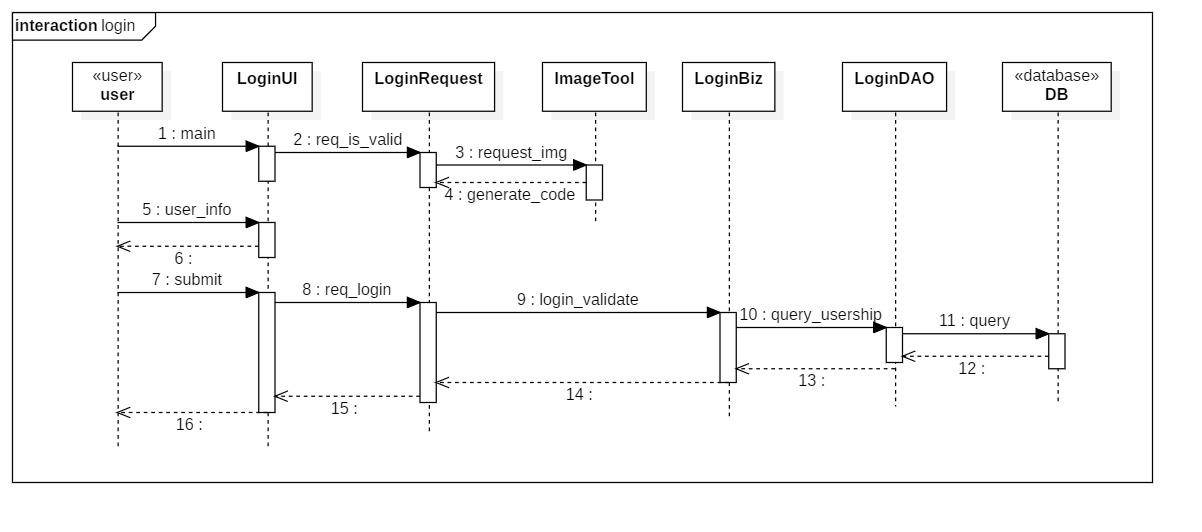 interaction login
«user»
user
LoginUI
LoginRequest
ImageTool
LoginBiz
LoginDAO
«database»
DB
1 : main
2 : req_is_valid
3 : request_img
4 : generate_code
5 : user_info
6 :
7 : submit
8 : req_login
9 : login_validate
10 : query_usership
11 : query
12 :
13 :
14 :
15 :
16 :